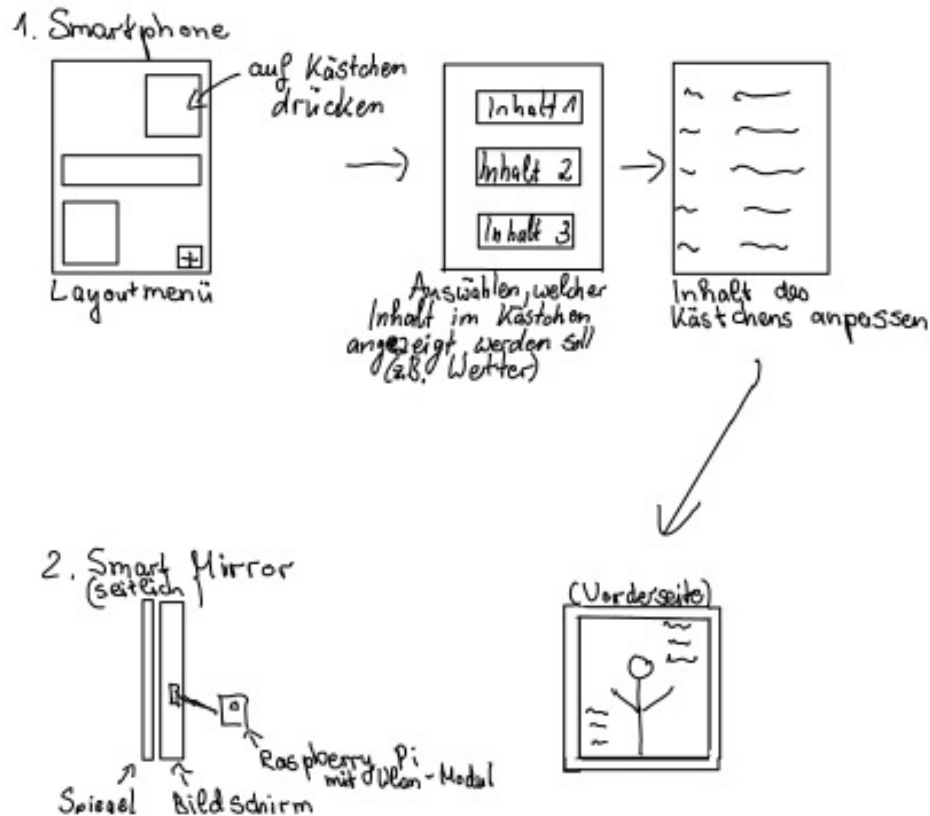 1. Smartphone
auf Kästchen
drücken
+
Layoutmenü
Inhalt 1
Inhalt 2
Inhalt 3
Auswählen, welcher
Inhalt im Kästchen
angezeigt werden soll
(z.B. Wetter)
Inhalt des
Kästchens anpassen
2. Smart Mirror
(seitlich
Spiegel
Bildschirm
Raspberry Pi
mit Wlan-Modul
(Vorderseite)